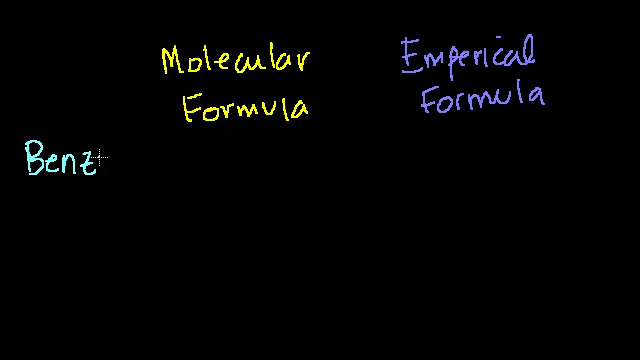 Molecular
Formula
Emperical
Formula
Benz